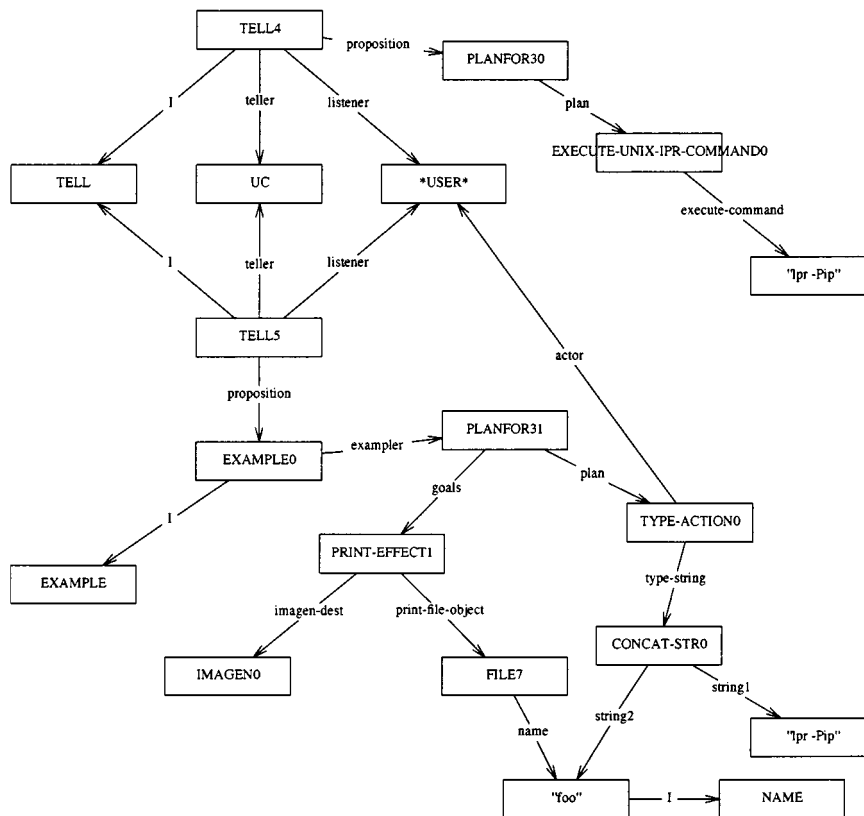 TELL4
proposition
PLANFOR30
plan
I
teller
listener
EXECUTE-UNIX-IPR-COMMAND0
TELL
UC
*USER*
execute-command
I
teller
listener
"lpr -Pip"
TELL5
actor
proposition
PLANFOR31
exampler
EXAMPLE0
plan
goals
I
TYPE-ACTION0
PRINT-EFFECT1
EXAMPLE
type-string
imagen-dest
print-file-object
CONCAT-STR0
IMAGEN0
FILE7
string1
string2
name
"lpr -Pip"
"foo"
I
NAME